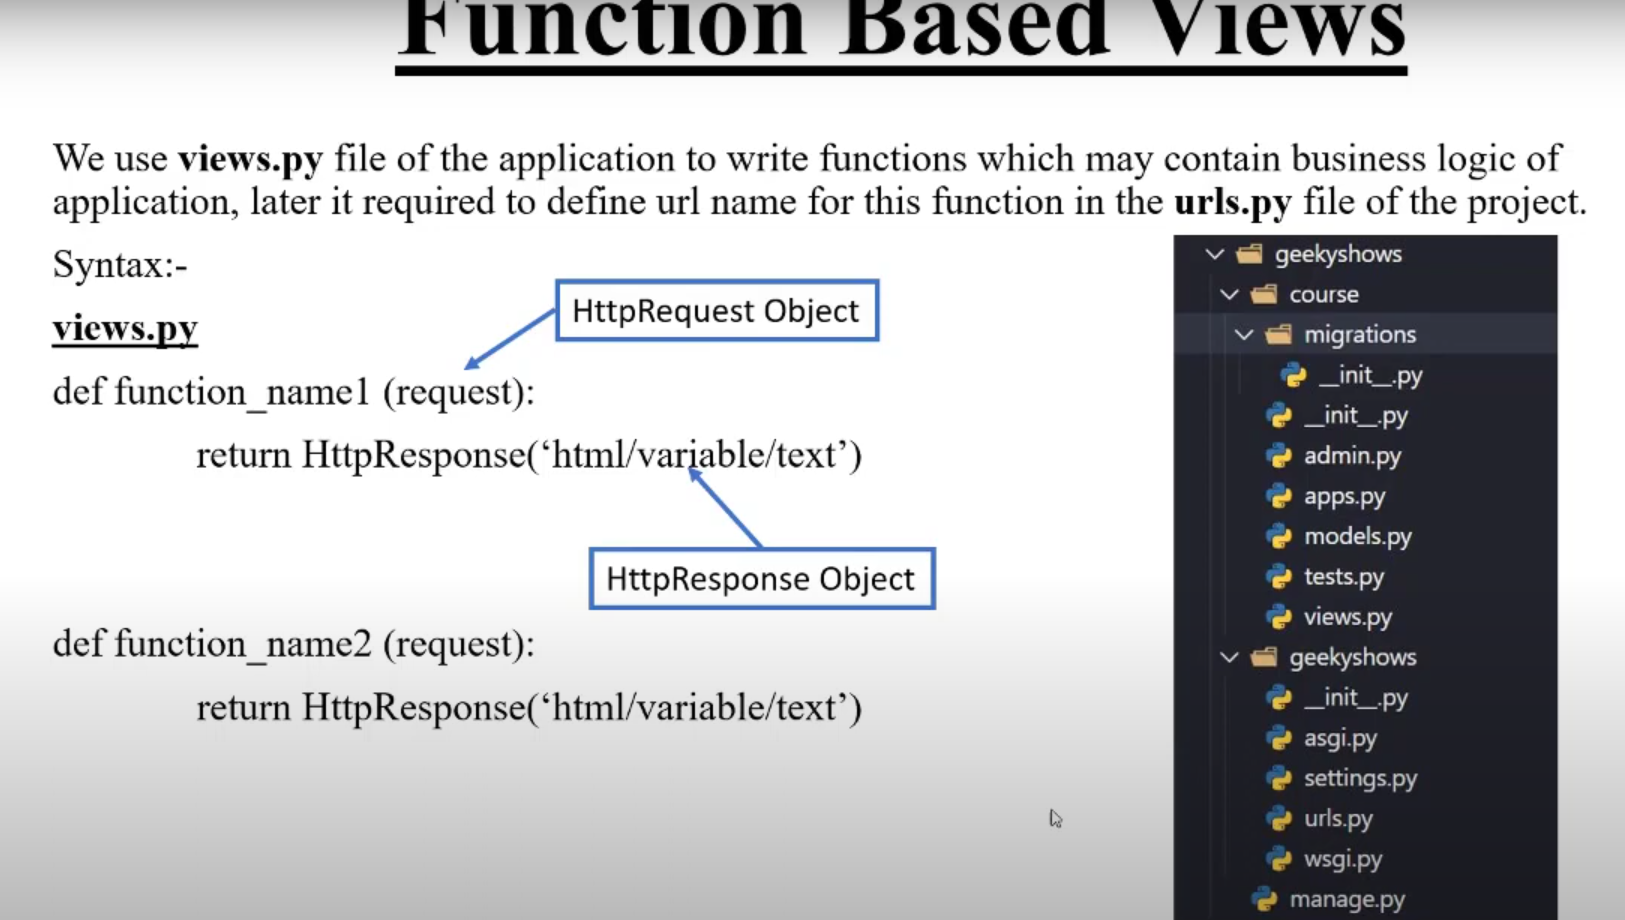 Function Based Views
We use views.py file of the application to write functions which may contain business logic of
application, later it required to define url name for this function in the urls.py file of the project.
Syntax:-
HttpRequest Object
views.py
def function_name1 (request):
return HttpResponse(‘html/variable/text’)
HttpResponse Object
def function_name2 (request):
return HttpResponse(‘html/variable/text’)
geekyshows
course
migrations
__init__.py
__init__.py
admin.py
apps.py
models.py
tests.py
views.py
geekyshows
__init__.py
asgi.py
settings.py
urls.py
wsgi.py
manage.py